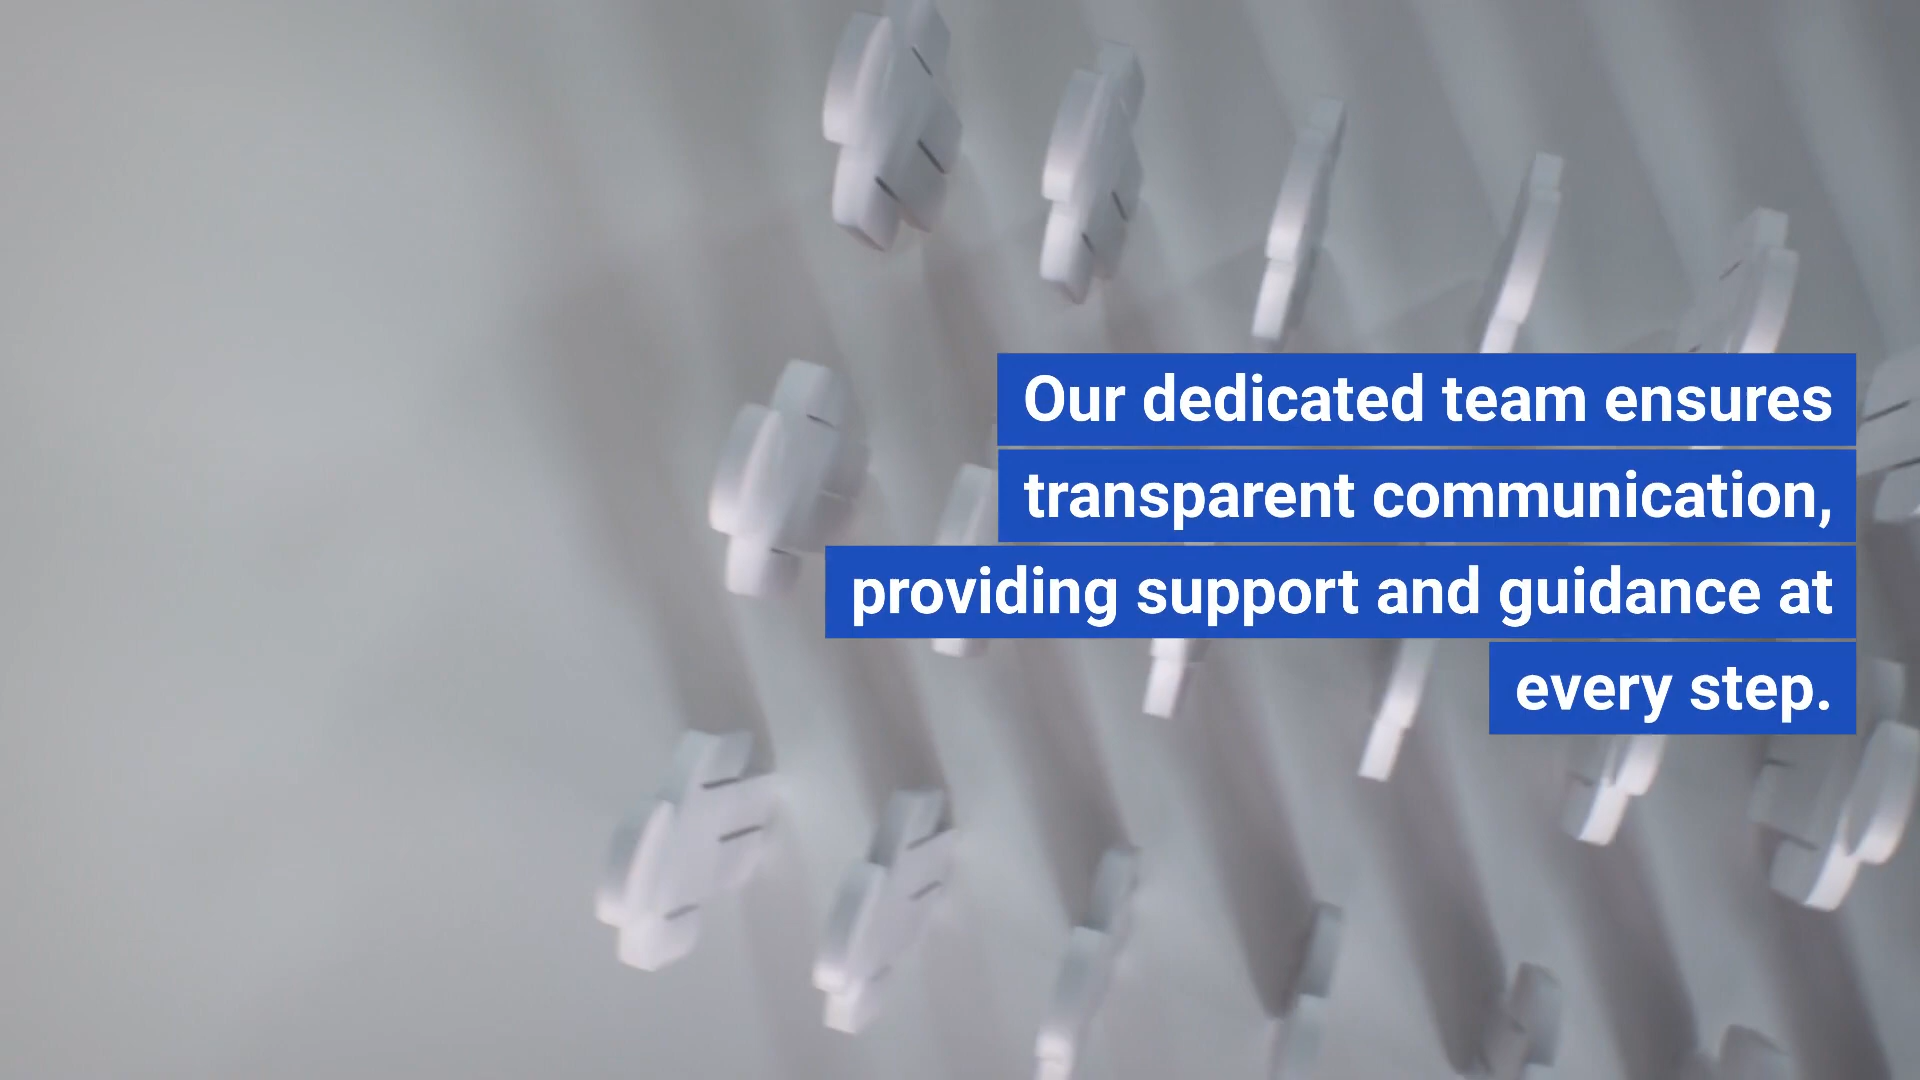 Our dedicated team ensures
transparent communication,
providing support and guidance at
every step.